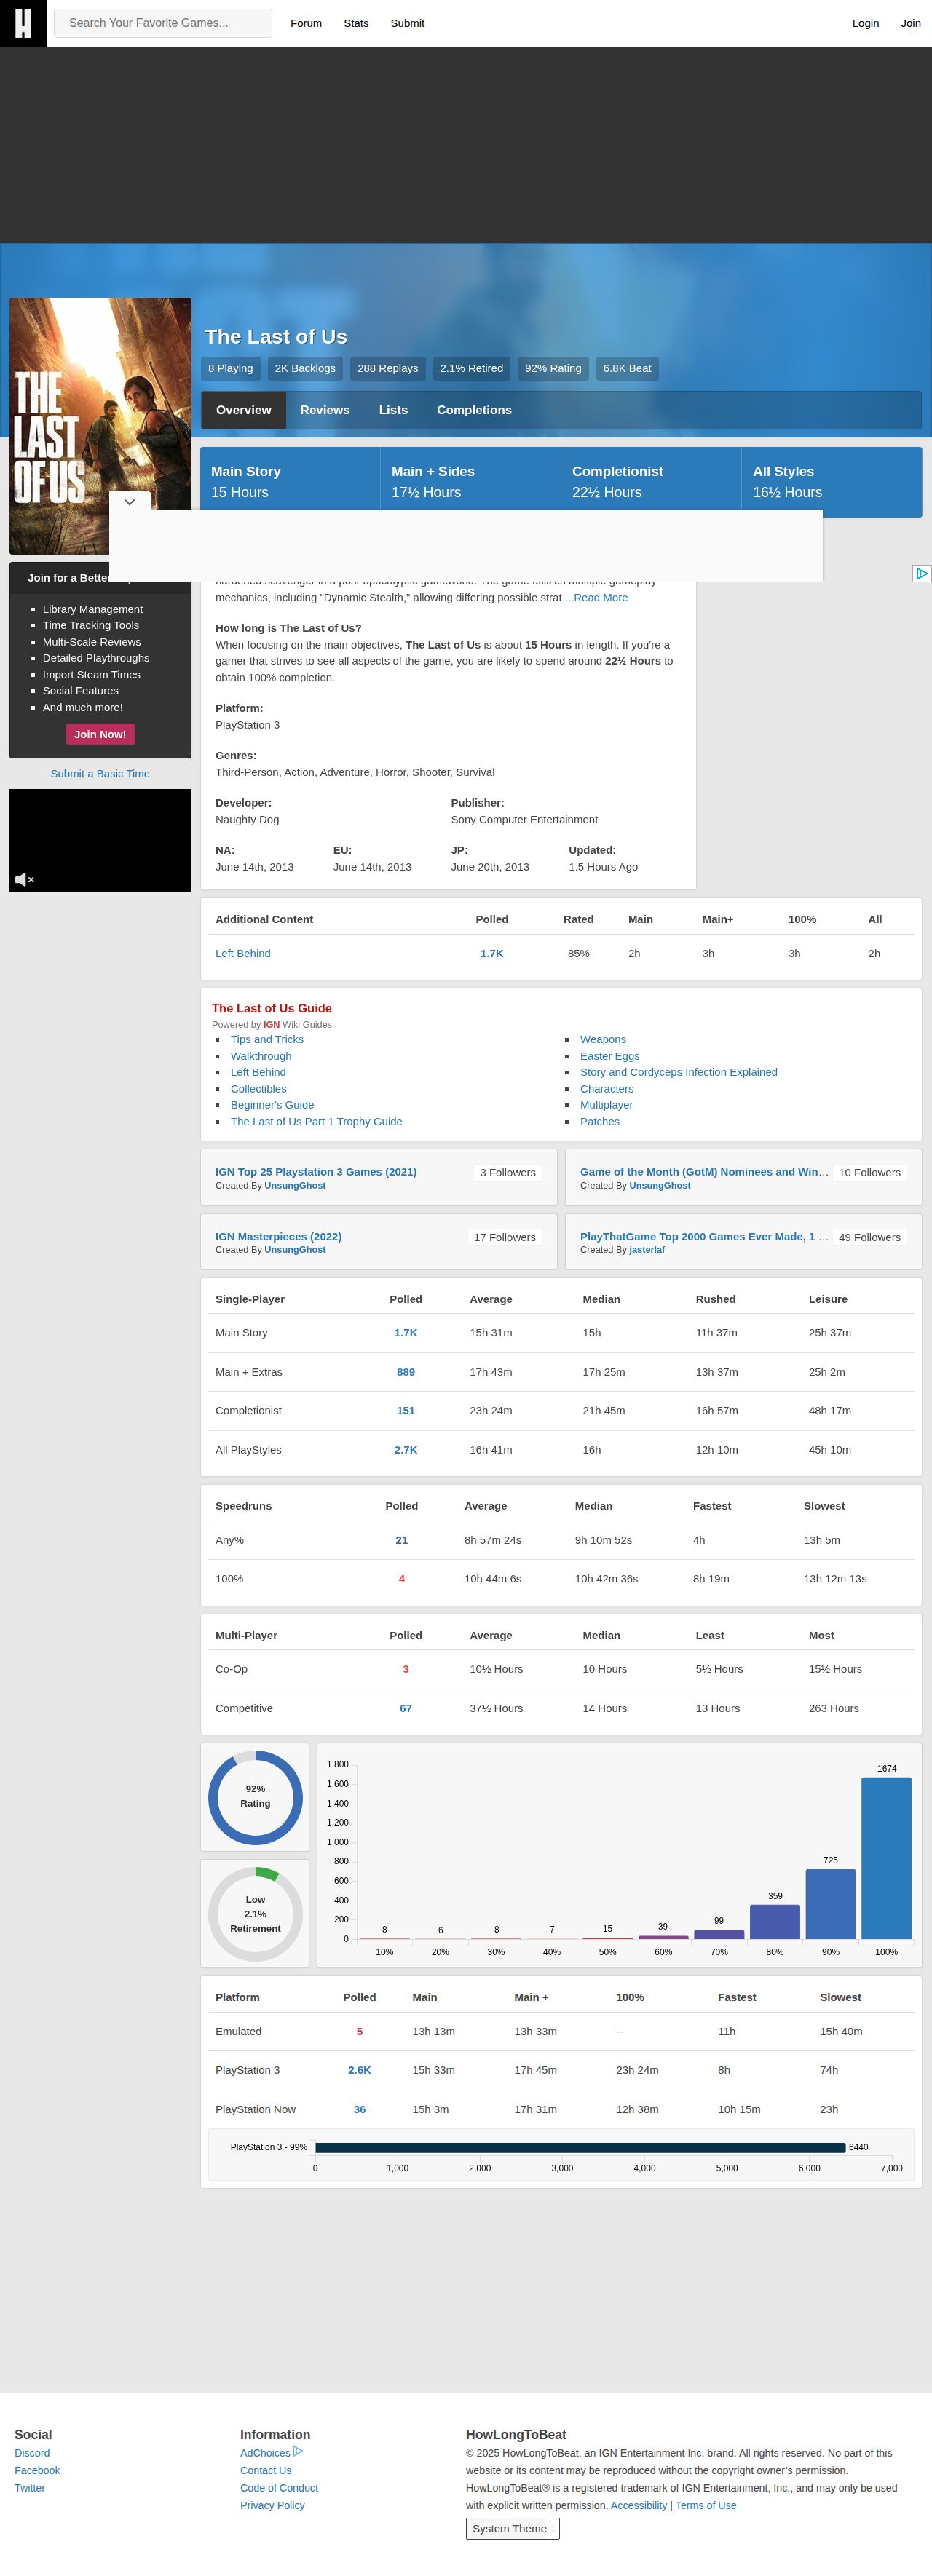 H
Search Your Favorite Games...
Forum Stats Submit Login Join
THE LAST OF US
The Last of Us
8 Playing 2K Backlogs 288 Replays 2.1% Retired 92% Rating 6.8K Beat
Overview Reviews Lists Completions
Main Story Main + Sides Completionist All Styles
15 Hours 17½ Hours 22½ Hours 16½ Hours
Join for a Better
Library Management
Time Tracking Tools
Multi-Scale Reviews
Detailed Playthroughs
Import Steam Times
Social Features
And much more!
Join Now!
Submit a Basic Time
hardened scavenger in a post-apocalyptic gameworld. The game utilizes multiple gameplay
mechanics, including "Dynamic Stealth," allowing differing possible strat ...Read More
How long is The Last of Us?
When focusing on the main objectives, The Last of Us is about 15 Hours in length. If you're a
gamer that strives to see all aspects of the game, you are likely to spend around 22½ Hours to
obtain 100% completion.
Platform:
PlayStation 3
Genres:
Third-Person, Action, Adventure, Horror, Shooter, Survival
Developer: Publisher:
Naughty Dog Sony Computer Entertainment
NA: EU: JP: Updated:
June 14th, 2013 June 14th, 2013 June 20th, 2013 1.5 Hours Ago
Additional Content Polled Rated Main Main+ 100% All
Left Behind 1.7K 85% 2h 3h 3h 2h
The Last of Us Guide
Powered by IGN Wiki Guides
Tips and Tricks
Walkthrough
Left Behind
Collectibles
Beginner's Guide
The Last of Us Part 1 Trophy Guide
Weapons
Easter Eggs
Story and Cordyceps Infection Explained
Characters
Multiplayer
Patches
IGN Top 25 Playstation 3 Games (2021) 3 Followers
Created By UnsungGhost
Game of the Month (GotM) Nominees and Win... 10 Followers
Created By UnsungGhost
IGN Masterpieces (2022) 17 Followers
Created By UnsungGhost
PlayThatGame Top 2000 Games Ever Made, 1 ... 49 Followers
Created By jasterlaf
Single-Player Polled Average Median Rushed Leisure
Main Story 1.7K 15h 31m 15h 11h 37m 25h 37m
Main + Extras 889 17h 43m 17h 25m 13h 37m 25h 2m
Completionist 151 23h 24m 21h 45m 16h 57m 48h 17m
All PlayStyles 2.7K 16h 41m 16h 12h 10m 45h 10m
Speedruns Polled Average Median Fastest Slowest
Any% 21 8h 57m 24s 9h 10m 52s 4h 13h 5m
100% 4 10h 44m 6s 10h 42m 36s 8h 19m 13h 12m 13s
Multi-Player Polled Average Median Least Most
Co-Op 3 10½ Hours 10 Hours 5½ Hours 15½ Hours
Competitive 67 37½ Hours 14 Hours 13 Hours 263 Hours
92%
Rating
Low
2.1%
Retirement
1,800
1,600
1,400
1,200
1,000
800
600
400
200
0
8 6 8 7 15 39 99 359 725 1674
10% 20% 30% 40% 50% 60% 70% 80% 90% 100%
Platform Polled Main Main + 100% Fastest Slowest
Emulated 5 13h 13m 13h 33m -- 11h 15h 40m
PlayStation 3 2.6K 15h 33m 17h 45m 23h 24m 8h 74h
PlayStation Now 36 15h 3m 17h 31m 12h 38m 10h 15m 23h
PlayStation 3 - 99% 6440
0 1,000 2,000 3,000 4,000 5,000 6,000 7,000
Social
Discord
Facebook
Twitter
Information
AdChoices
Contact Us
Code of Conduct
Privacy Policy
HowLongToBeat
© 2025 HowLongToBeat, an IGN Entertainment Inc. brand. All rights reserved. No part of this
website or its content may be reproduced without the copyright owner's permission.
HowLongToBeat® is a registered trademark of IGN Entertainment, Inc., and may only be used
with explicit written permission. Accessibility | Terms of Use
System Theme